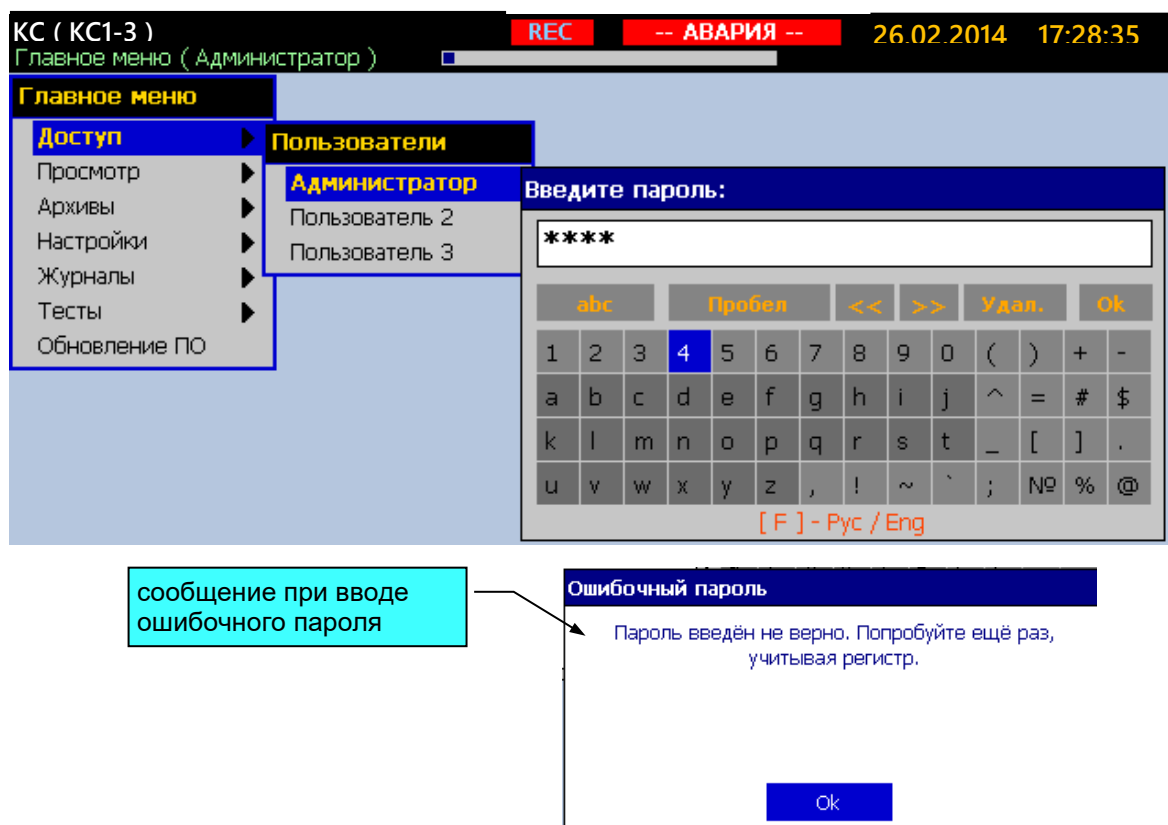 КС ( КС1-3 ) REC -- АВАРИЯ -- 26.02.2014 17:28:35
Главное меню ( Администратор )
Главное меню
Доступ
Просмотр
Архивы
Настройки
Журналы
Тесты
Обновление ПО
Пользователи
Администратор
Пользователь 2
Пользователь 3
Введите пароль:
****
abc Пробел << >> Удал. Ok
1 2 3 4 5 6 7 8 9 0 ( ) + -
a b c d e f g h i j ^ = # $
k l m n o p q r s t _ [ ] .
u v w x y z , ! ~ ` ; № % @
[ F ] - Рус / Eng
сообщение при вводе
ошибочного пароля
Ошибочный пароль
Пароль введён не верно. Попробуйте ещё раз,
учитывая регистр.
Ok